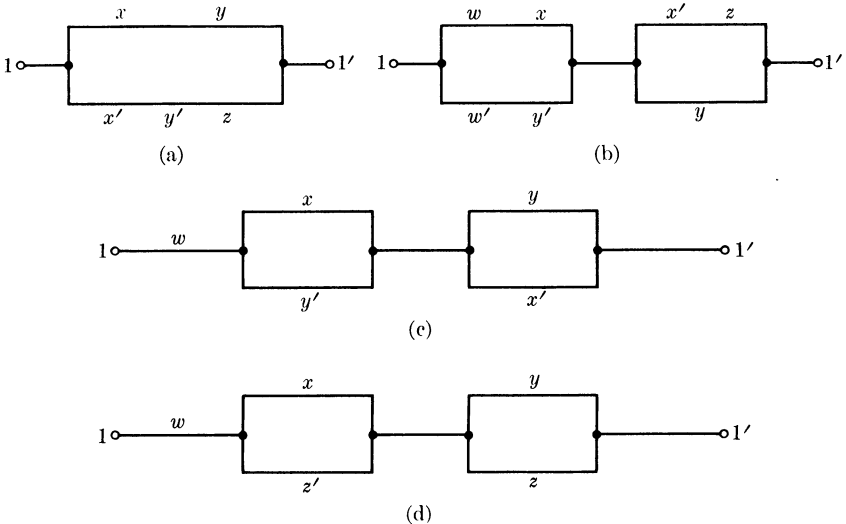 x y w x x′ z
1 1′ 1 1′
x′ y′ z w′ y′ y
(a) (b)
x y
1 w 1′
y′ x′
(c)
x y
1 w 1′
z′ z
(d)